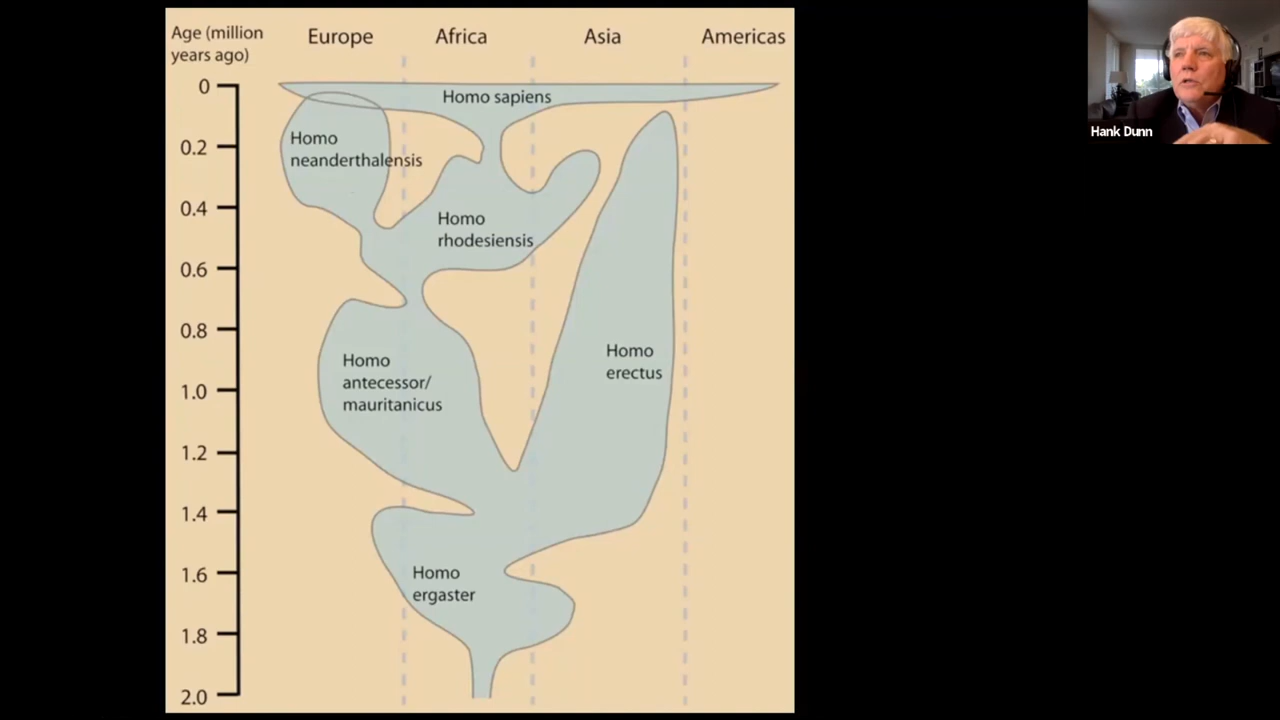 Age (million
years ago)
Europe
Africa
Asia
Americas
0
0.2
0.4
0.6
0.8
1.0
1.2
1.4
1.6
1.8
2.0
Homo sapiens
Homo
neanderthalensis
Homo
rhodesiensis
Homo
erectus
Homo
antecessor/
mauritanicus
Homo
ergaster
Hank Dunn